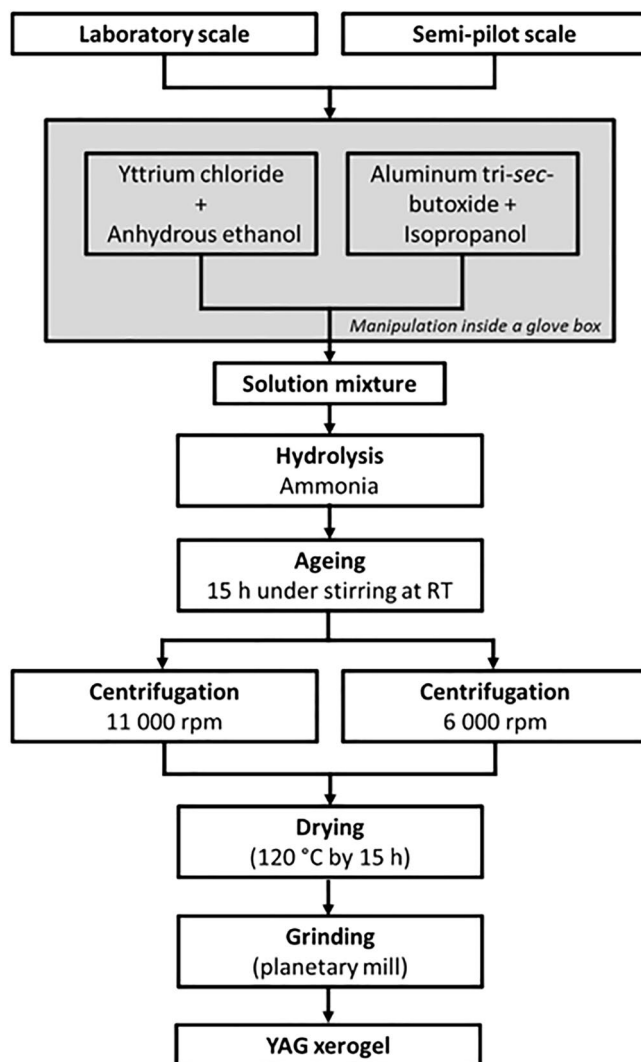 Laboratory scale
Semi-pilot scale
Yttrium chloride
+
Anhydrous ethanol
Aluminum tri-sec-
butoxide +
Isopropanol
Manipulation inside a glove box
Solution mixture
Hydrolysis
Ammonia
Ageing
15 h under stirring at RT
Centrifugation
11 000 rpm
Centrifugation
6 000 rpm
Drying
(120 °C by 15 h)
Grinding
(planetary mill)
YAG xerogel